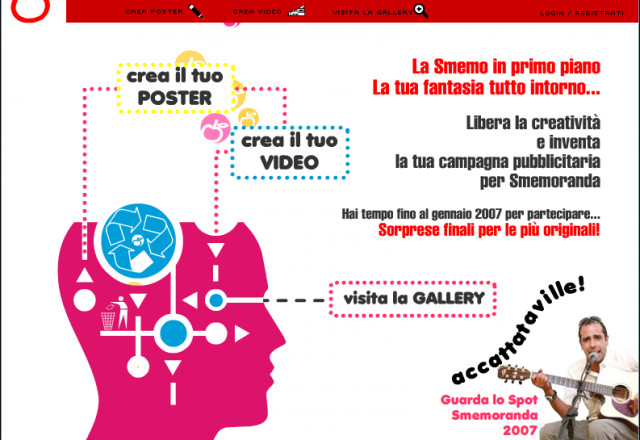 CREA POSTER
CREA VIDEO
VISITA LA GALLERY
LOGIN / REGISTRATI
crea il tuo
POSTER
crea il tuo
VIDEO
La Smemo in primo piano
La tua fantasia tutto intorno...
Libera la creatività
e inventa
la tua campagna pubblicitaria
per Smemoranda
Hai tempo fino al gennaio 2007 per partecipare...
Sorprese finali per le più originali!
visita la GALLERY
accattataville!
Guarda lo Spot
Smemoranda
2007